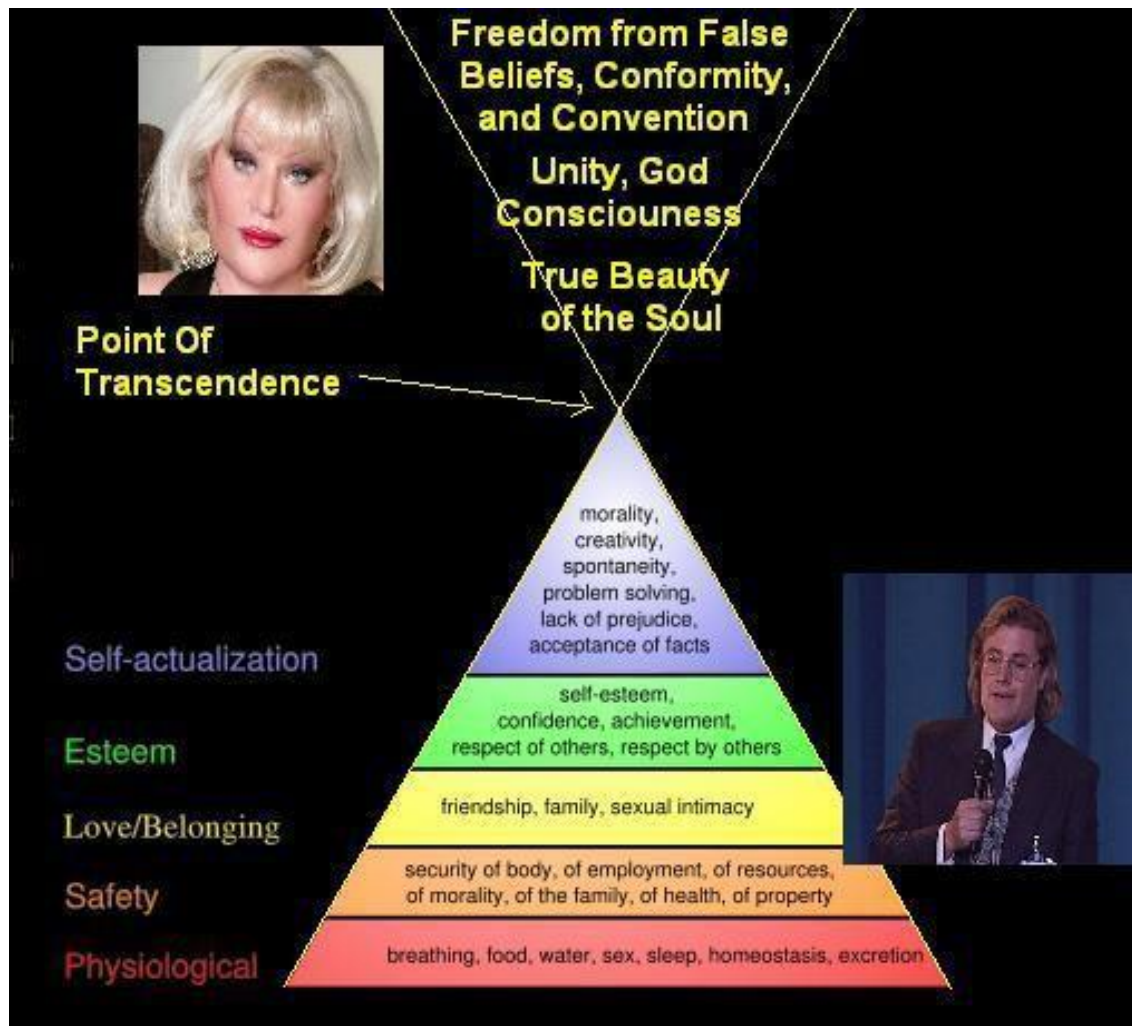 Freedom from False
Beliefs, Conformity,
and Convention
Unity, God
Consciouness
True Beauty
of the Soul
Point Of
Transcendence
morality,
creativity,
spontaneity,
problem solving,
lack of prejudice,
acceptance of facts
Self-actualization
self-esteem,
confidence, achievement,
respect of others, respect by others
Esteem
friendship, family, sexual intimacy
Love/Belonging
security of body, of employment, of resources,
of morality, of the family, of health, of property
Safety
breathing, food, water, sex, sleep, homeostasis, excretion
Physiological